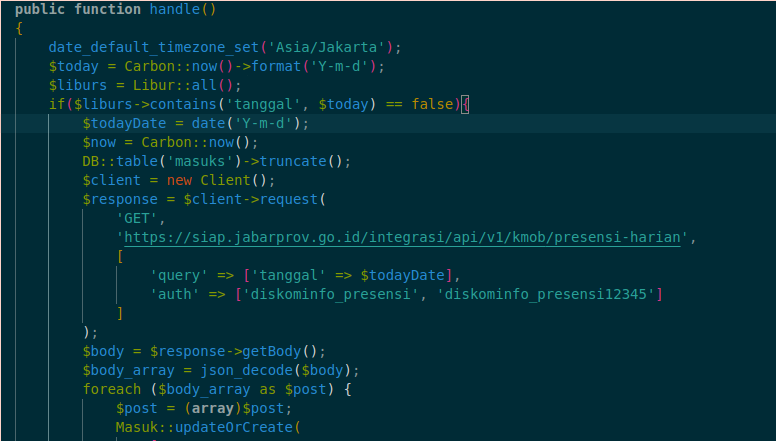 public function handle()
{
    date_default_timezone_set('Asia/Jakarta');
    $today = Carbon::now()->format('Y-m-d');
    $liburs = Libur::all();
    if($liburs->contains('tanggal', $today) == false){
        $todayDate = date('Y-m-d');
        $now = Carbon::now();
        DB::table('masuks')->truncate();
        $client = new Client();
        $response = $client->request(
            'GET',
            'https://siap.jabarprov.go.id/integrasi/api/v1/kmob/presensi-harian',
            [
                'query' => ['tanggal' => $todayDate],
                'auth' => ['diskominfo_presensi', 'diskominfo_presensi12345']
            ]
        );
        $body = $response->getBody();
        $body_array = json_decode($body);
        foreach ($body_array as $post) {
            $post = (array)$post;
            Masuk::updateOrCreate(